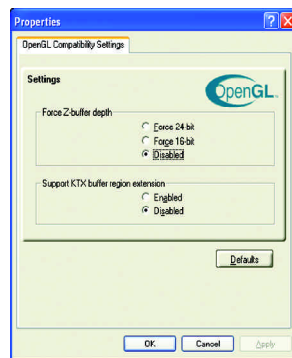 Properties
OpenGL Compatibility Settings
Settings
OpenGL
Force Z-buffer depth
Force 24-bit
Force 16-bit
Disabled
Support KTX buffer region extension
Enabled
Disabled
Defaults
OK
Cancel
Apply